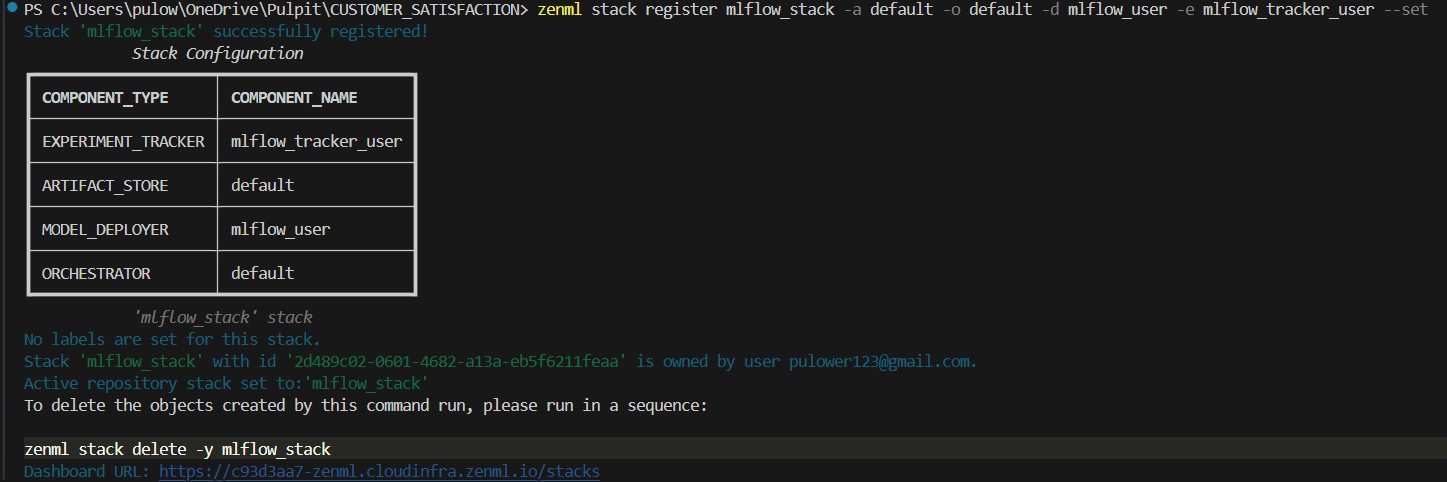 PS C:\Users\pulow\OneDrive\Pulpit\CUSTOMER_SATISFACTION> zenml stack register mlflow_stack -a default -o default -d mlflow_user -e mlflow_tracker_user --set
Stack 'mlflow_stack' successfully registered!
Stack Configuration
COMPONENT_TYPE COMPONENT_NAME
EXPERIMENT_TRACKER mlflow_tracker_user
ARTIFACT_STORE default
MODEL_DEPLOYER mlflow_user
ORCHESTRATOR default
'mlflow_stack' stack
No labels are set for this stack.
Stack 'mlflow_stack' with id '2d489c02-0601-4682-a13a-eb5f6211feaa' is owned by user pulower123@gmail.com.
Active repository stack set to:'mlflow_stack'
To delete the objects created by this command run, please run in a sequence:
zenml stack delete -y mlflow_stack
Dashboard URL: https://c93d3aa7-zenml.cloudinfra.zenml.io/stacks